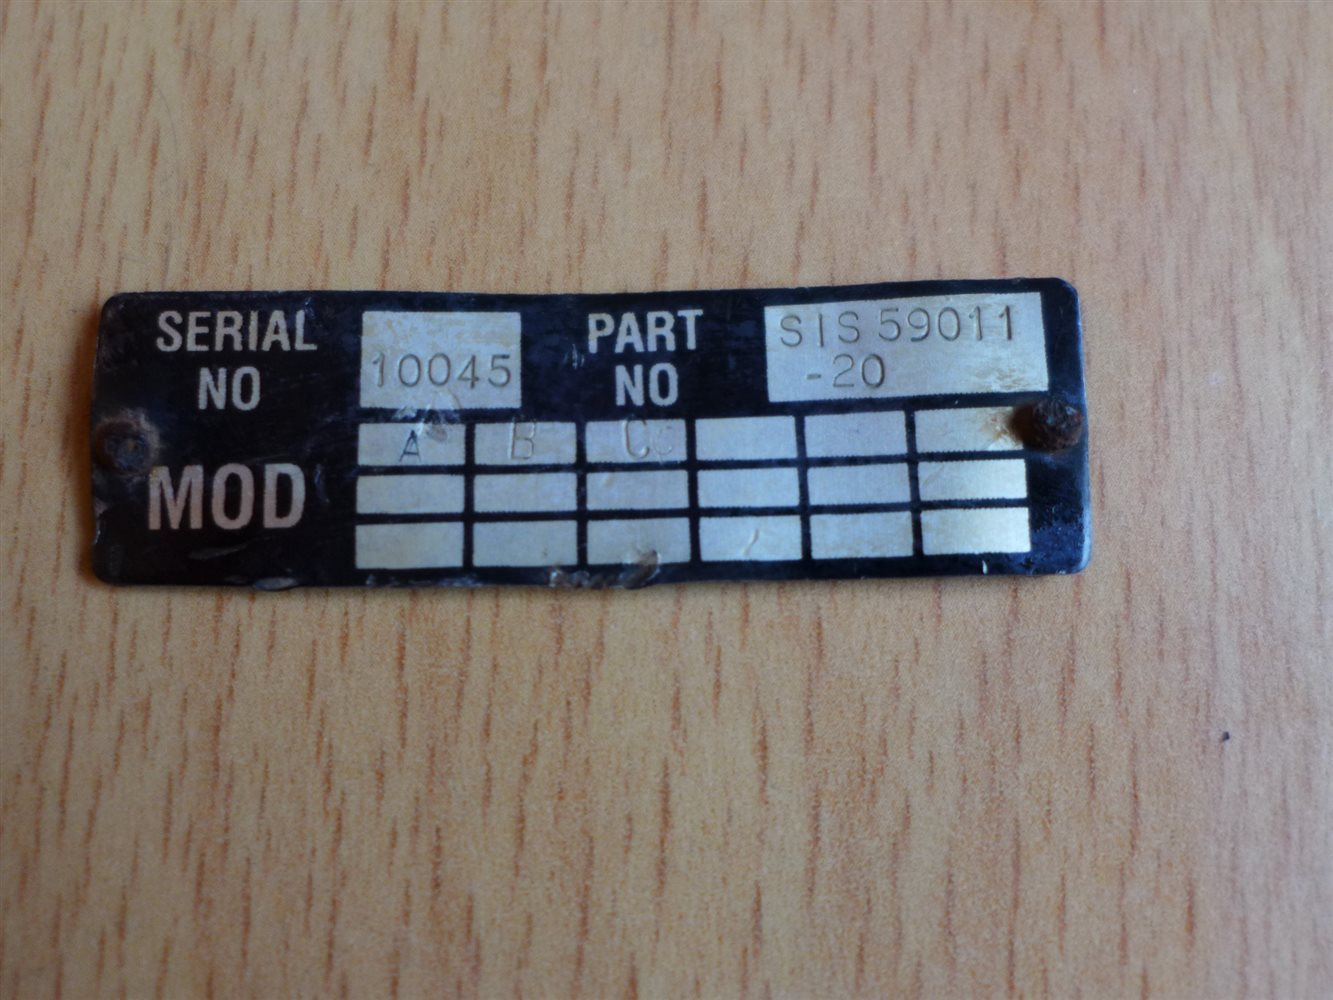 SERIAL NO 10045
PART NO SIS 59011 -20
MOD A B C